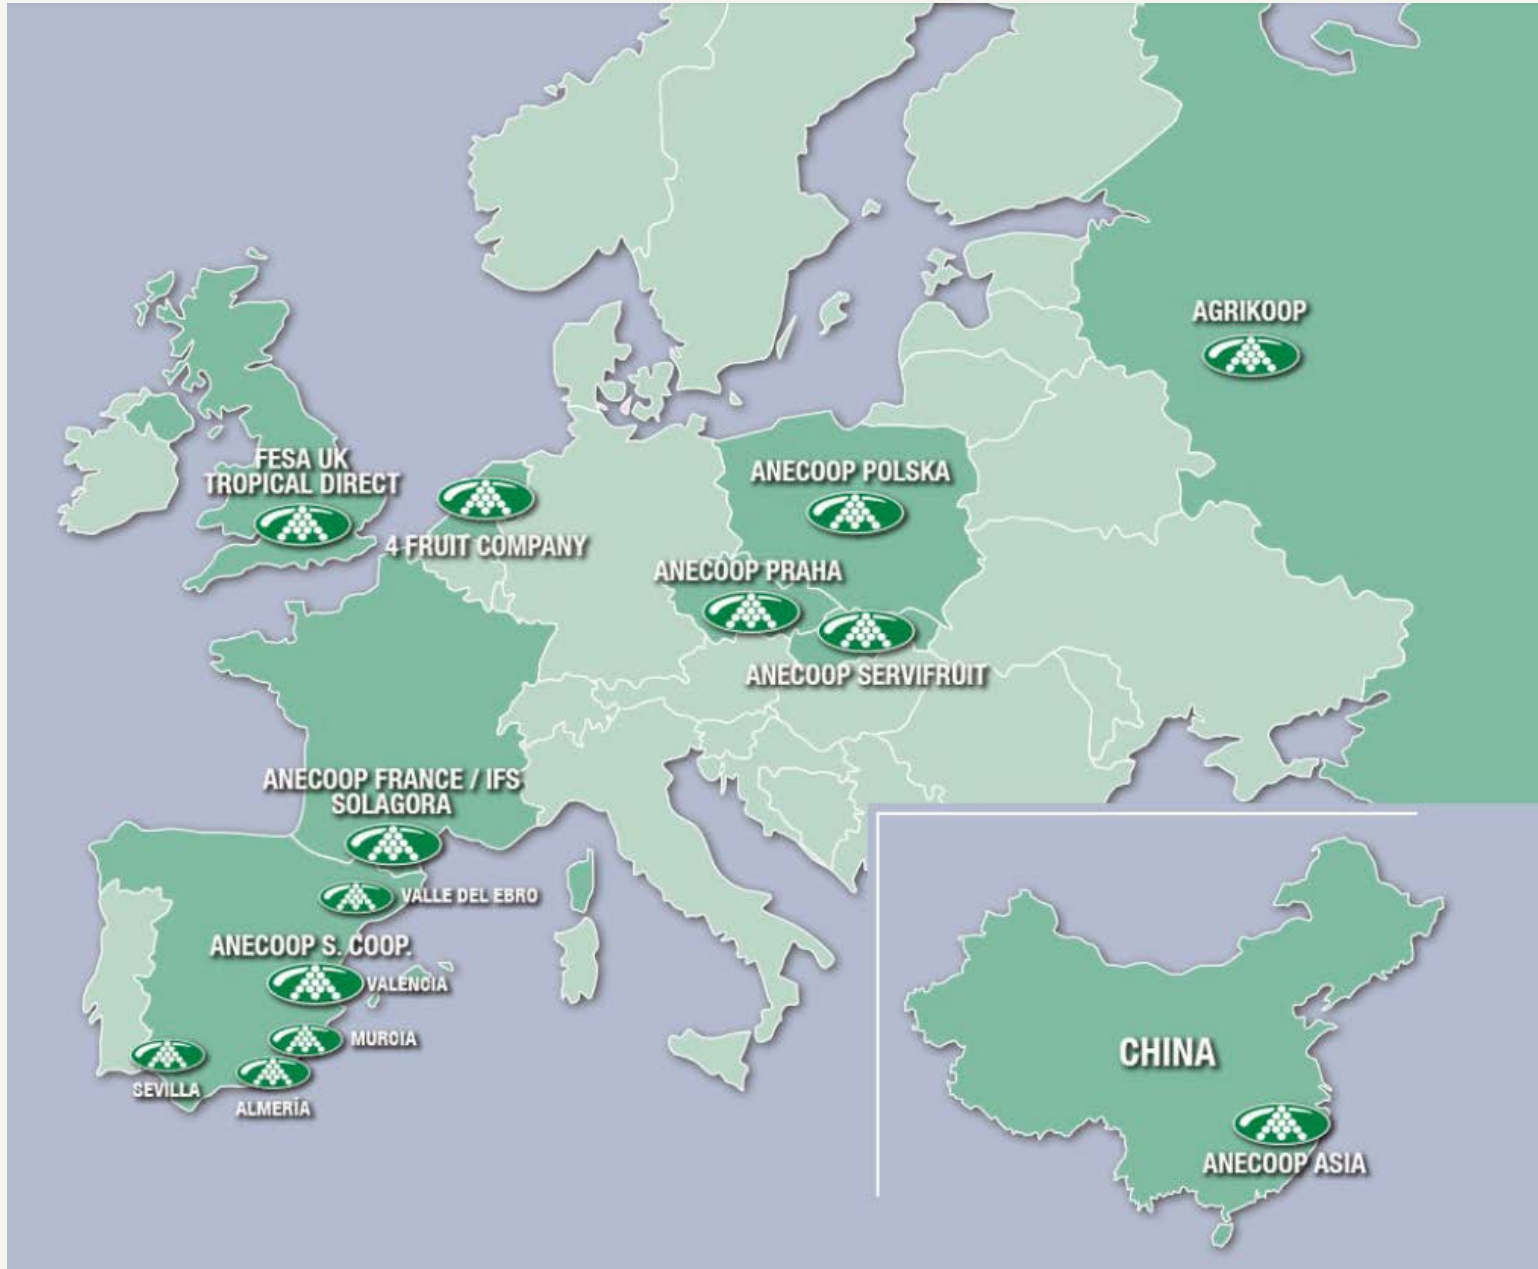 AGRIKOOP
FESA UK
TROPICAL DIRECT
ANECOOP POLSKA
4 FRUIT COMPANY
ANECOOP PRAHA
ANECOOP SERVIFRUIT
ANECOOP FRANCE / IFS
SOLAGORA
VALLE DEL EBRO
ANECOOP S. COOP.
VALENCIA
MURCIA
SEVILLA
ALMERÍA
CHINA
ANECOOP ASIA